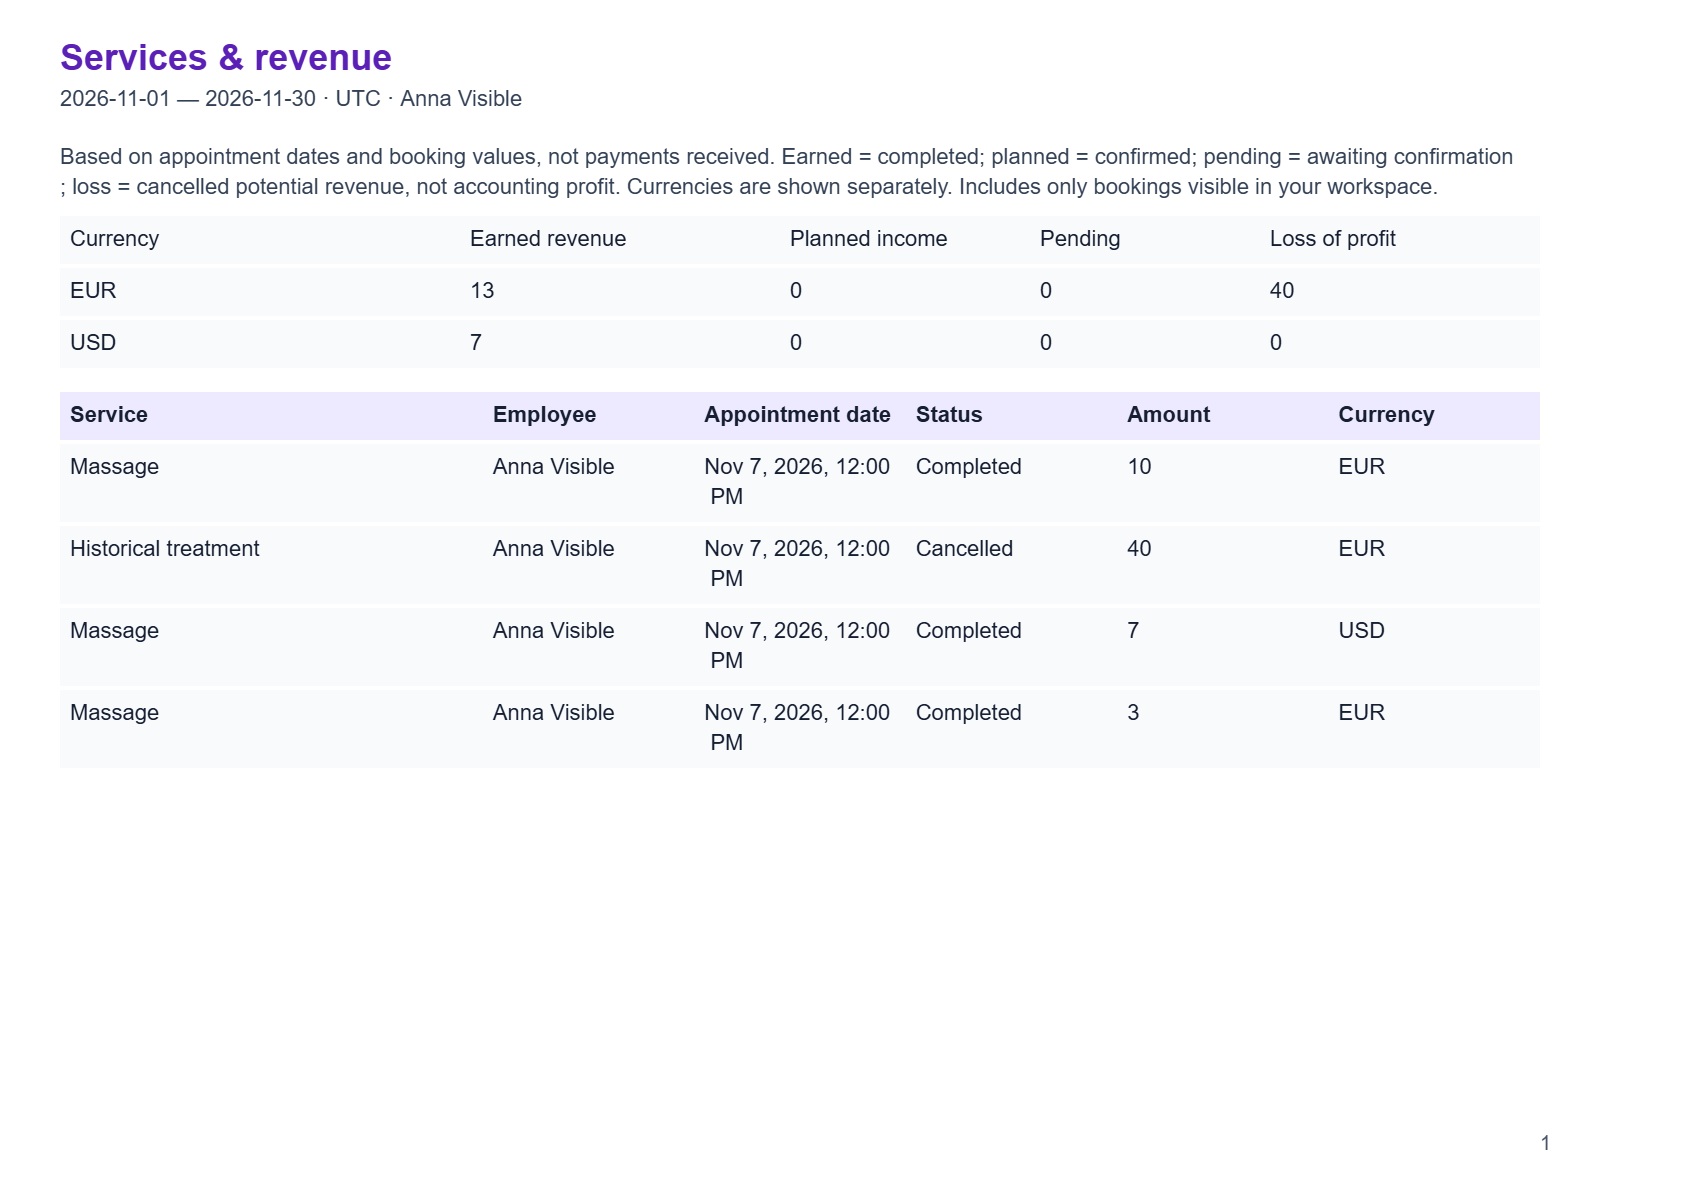 Services & revenue
2026-11-01 — 2026-11-30 · UTC · Anna Visible
Based on appointment dates and booking values, not payments received. Earned = completed; planned = confirmed; pending = awaiting confirmation
; loss = cancelled potential revenue, not accounting profit. Currencies are shown separately. Includes only bookings visible in your workspace.
Currency Earned revenue Planned income Pending Loss of profit
EUR 13 0 0 40
USD 7 0 0 0
Service Employee Appointment date Status Amount Currency
Massage Anna Visible Nov 7, 2026, 12:00 Completed 10 EUR
PM
Historical treatment Anna Visible Nov 7, 2026, 12:00 Cancelled 40 EUR
PM
Massage Anna Visible Nov 7, 2026, 12:00 Completed 7 USD
PM
Massage Anna Visible Nov 7, 2026, 12:00 Completed 3 EUR
PM
1